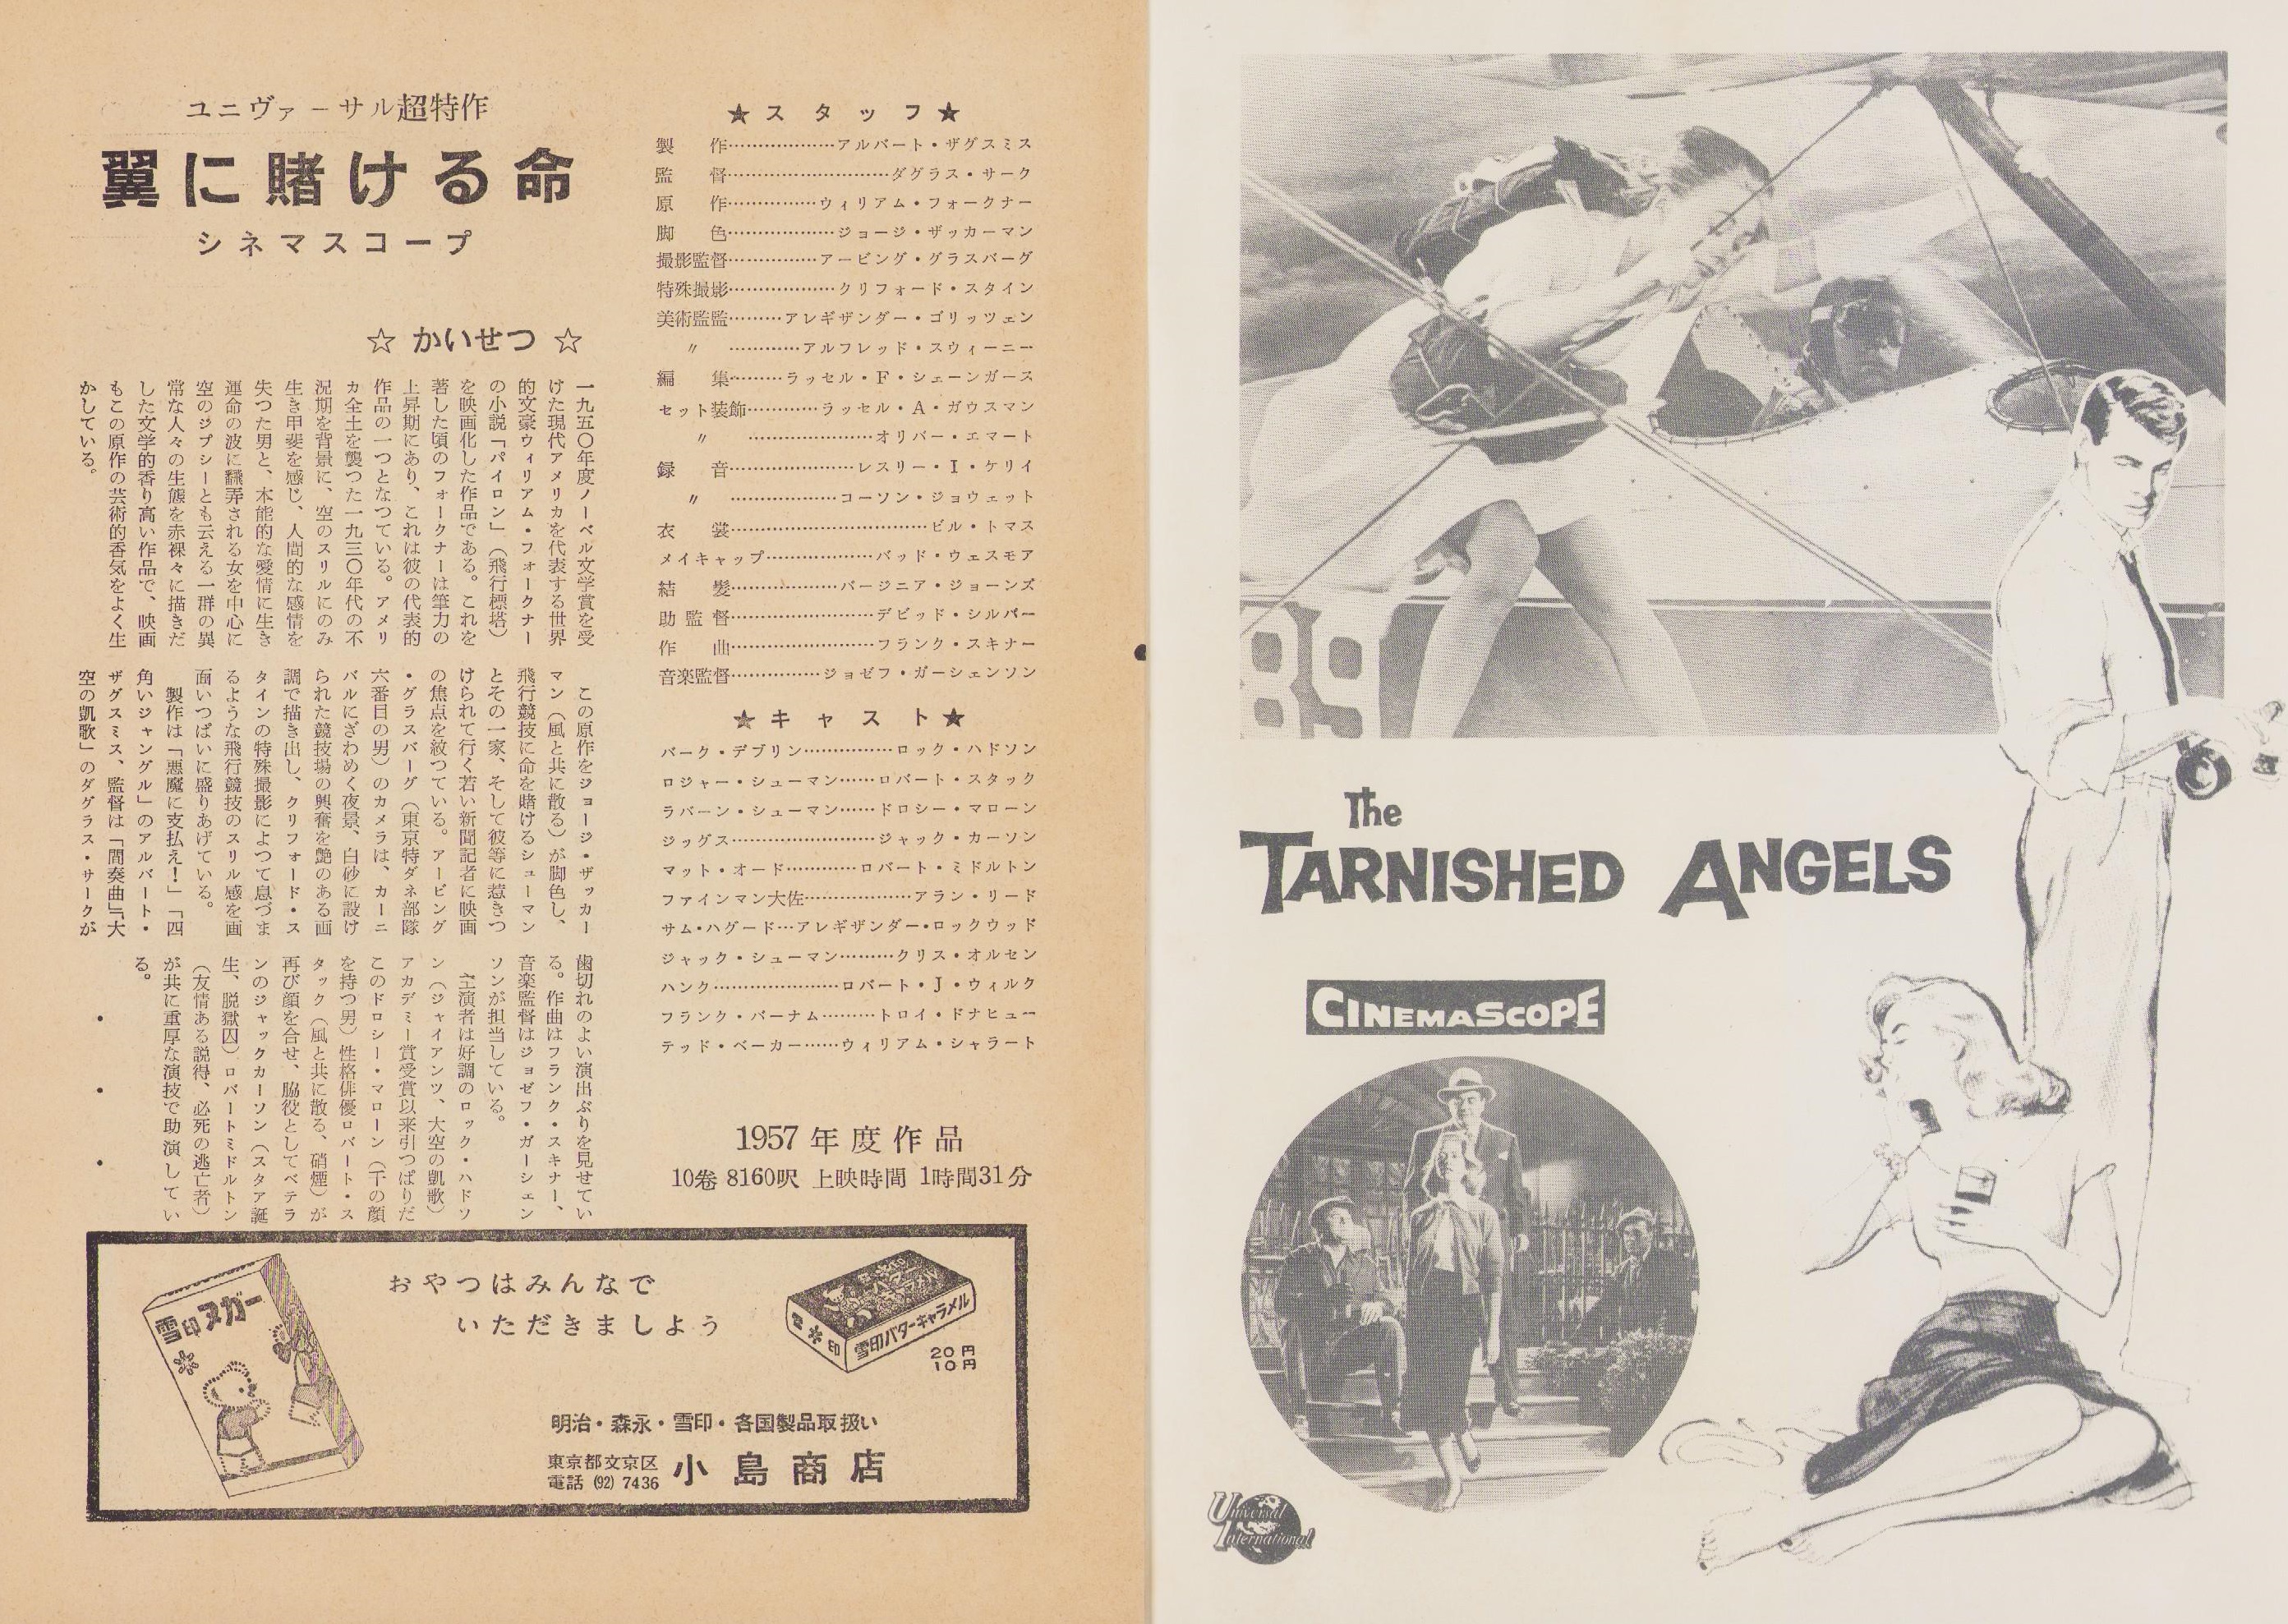 ユニヴァーサル超特作
翼に賭ける命
シネマスコープ
☆ かいせつ ☆
一九五〇年度ノーベル文学賞を受
けた現代アメリカを代表する世界
的文豪ウィリアム・フォークナー
の小説「パイロン」（飛行標塔）
を映画化した作品である。これを
著した頃のフォークナーは筆力の
上昇期にあり、これは彼の代表的
作品の一つとなつている。アメリ
カ全土を襲つた一九三〇年代の不
況期を背景に、空のスリルにのみ
生き甲斐を感じ、人間的な感情を
失つた男と、本能的な愛情に生き
運命の波に飜弄される女を中心に
空のジプシーとも云える一群の異
常な人々の生態を赤裸々に描きだ
した文学的香り高い作品で、映画
もこの原作の芸術的香気をよく生
かしている。
この原作をジョージ・ザッカー
マン（風と共に散る）が脚色し、
飛行競技に命を賭けるシューマン
とその一家、そして彼等に惹きつ
けられて行く若い新聞記者に映画
の焦点を紋つている。アービング
・グラスバーグ（東京特ダネ部隊
六番目の男）のカメラは、カーニ
バルにざわめく夜景、白砂に設け
られた競技場の興奮を艶のある画
調で描き出し、クリフォード・ス
タインの特殊撮影によつて息づま
るような飛行競技のスリル感を画
面いつぱいに盛りあげている。
製作は「悪魔に支払え！」「四
角いジャングル」のアルバート・
ザグスミス、監督は「間奏曲」「大
空の凱歌」のダグラス・サークが
歯切れのよい演出ぶりを見せてい
る。作曲はフランク・スキナー、
音楽監督はジョゼフ・ガーシェン
ソンが担当している。
主演者は好調のロック・ハドソ
ン（ジャイアンツ、大空の凱歌）
アカデミー賞受賞以来引つぱりだ
このドロシー・マローン（千の顔
を持つ男）性格俳優ロバート・ス
タック（風と共に散る、硝煙）が
再び顔を合せ、脇役としてベテラ
ンのジャックカーソン（スタア誕
生、脱獄囚）ロバートミドルトン
（友情ある説得、必死の逃亡者）
が共に重厚な演技で助演してい
る。
★スタッフ★
製　作………………アルバート・ザグスミス
監　督………………………ダグラス・サーク
原　作……………ウィリアム・フォークナー
脚　色………………ジョージ・ザッカーマン
撮影監督……………アービング・グラスバーグ
特殊撮影………………クリフォード・スタイン
美術監監………アレギザンダー・ゴリッツェン
〃　…………アルフレッド・スウィーニー
編　集………ラッセル・F・シェーンガース
セット装飾…………ラッセル・A・ガウスマン
〃　…………………オリバー・エマート
録　音…………………レスリー・I・ケリイ
〃　………………コーソン・ジョウェット
衣　裳……………………………ビル・トマス
メイキャップ………………バッド・ウェスモア
結　髪………………バージニア・ジョーンズ
助監督……………………デビッド・シルバー
作　曲……………………フランク・スキナー
音楽監督……………ジョゼフ・ガーシェンソン
★キャスト★
バーク・デブリン……………ロック・ハドソン
ロジャー・シューマン……ロバート・スタック
ラバーン・シューマン……ドロシー・マローン
ジッグス……………………ジャック・カーソン
マット・オード…………ロバート・ミドルトン
ファインマン大佐………………アラン・リード
サム・ハグード…アレギザンダー・ロックウッド
ジャック・シューマン………クリス・オルセン
ハンク…………………ロバート・J・ウィルク
フランク・バーナム………トロイ・ドナヒュー
テッド・ベーカー……ウィリアム・シャラート
1957年度作品
10巻 8160呎 上映時間 1時間31分
雪印ヌガー
おやつはみんなで
いただきましよう
雪印バターキャラメル
20円
10円
明治・森永・雪印・各国製品取扱い
東京都文京区
電話 (92) 7436
小島商店
89
The
TARNISHED ANGELS
CINEMASCOPE
Universal
International